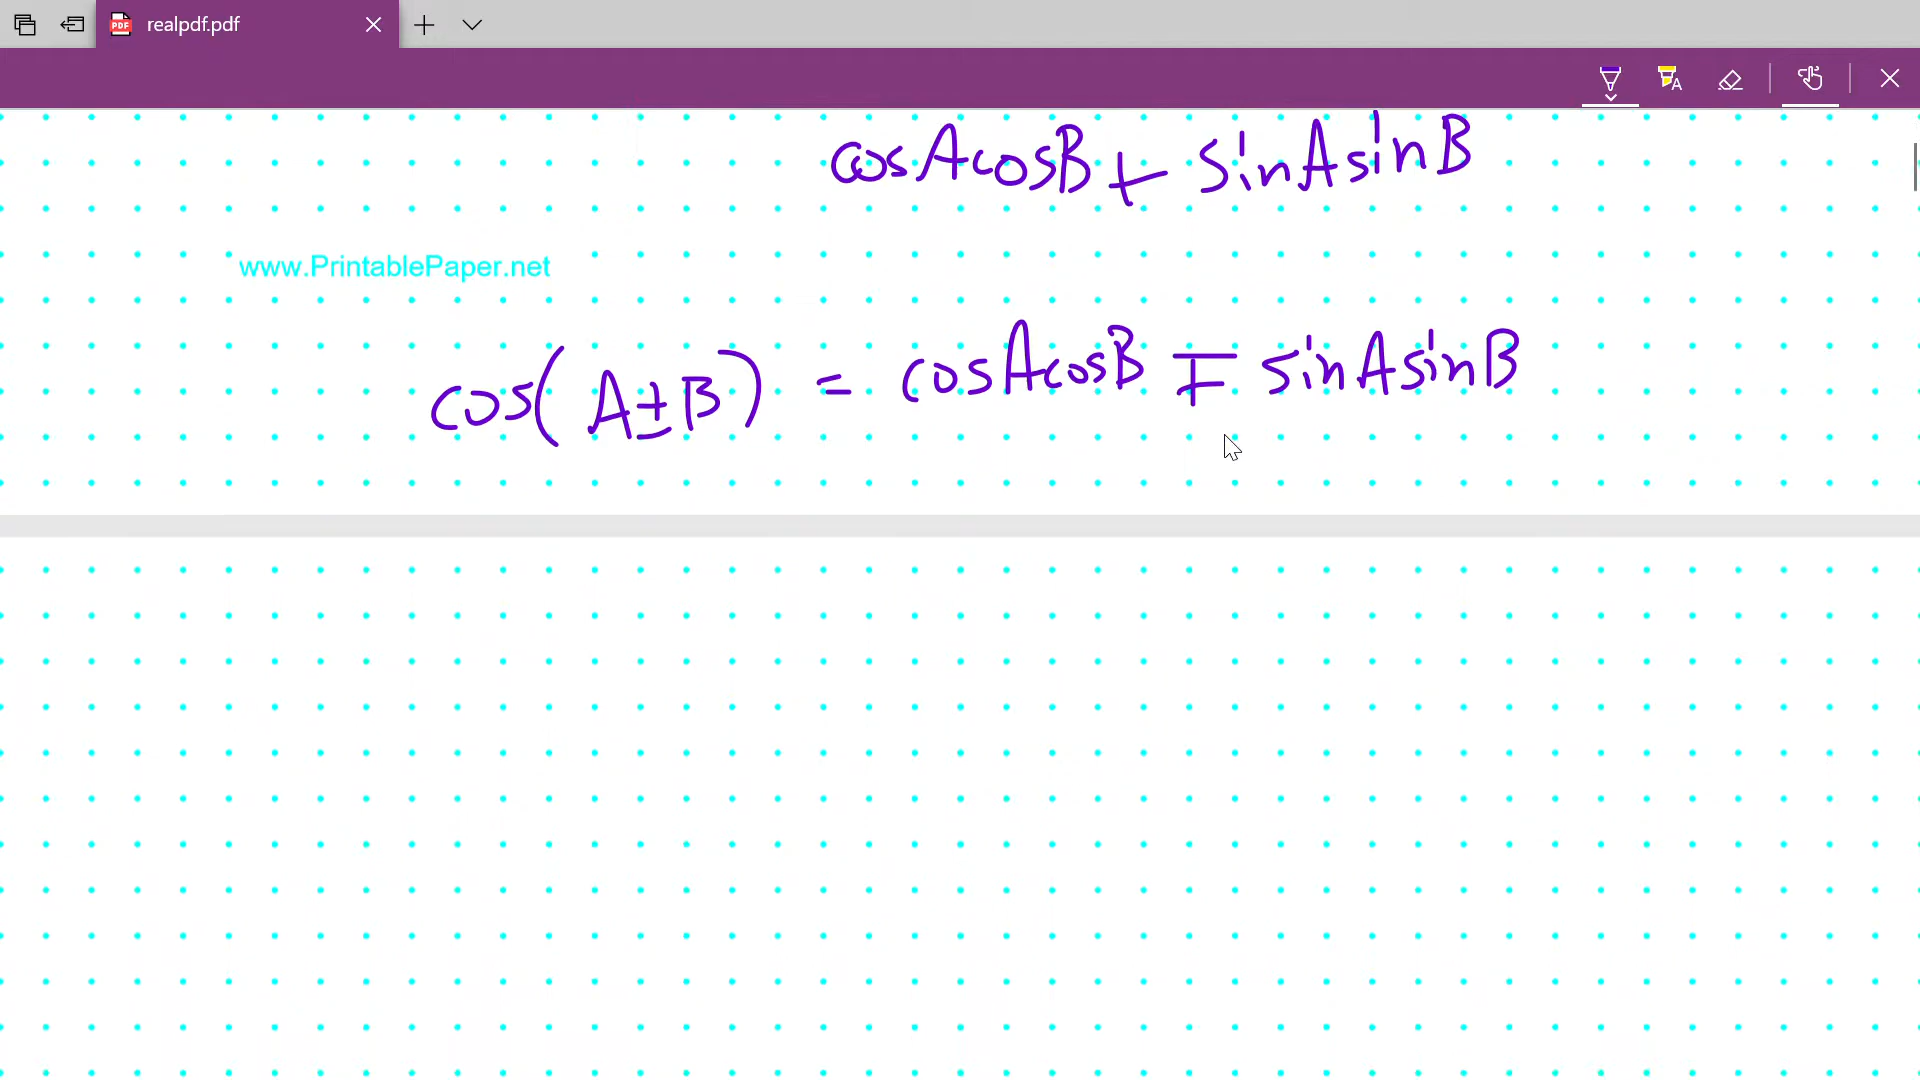 realpdf.pdf
cosAcosB + sinAsinB
www.PrintablePaper.net
cos(A±B) = cosAcosB ∓ sinAsinB